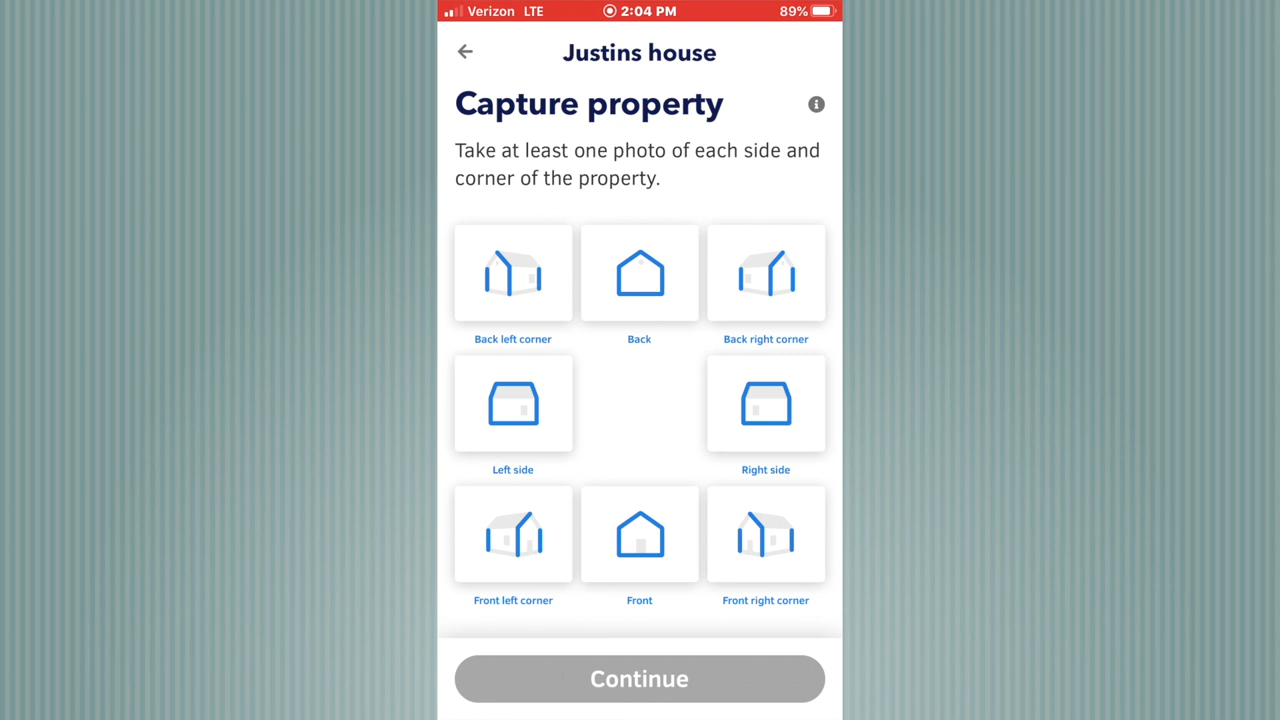 Verizon LTE 2:04 PM 89%
Justins house
Capture property
Take at least one photo of each side and
corner of the property.
Back left corner Back Back right corner
Left side Right side
Front left corner Front Front right corner
Continue